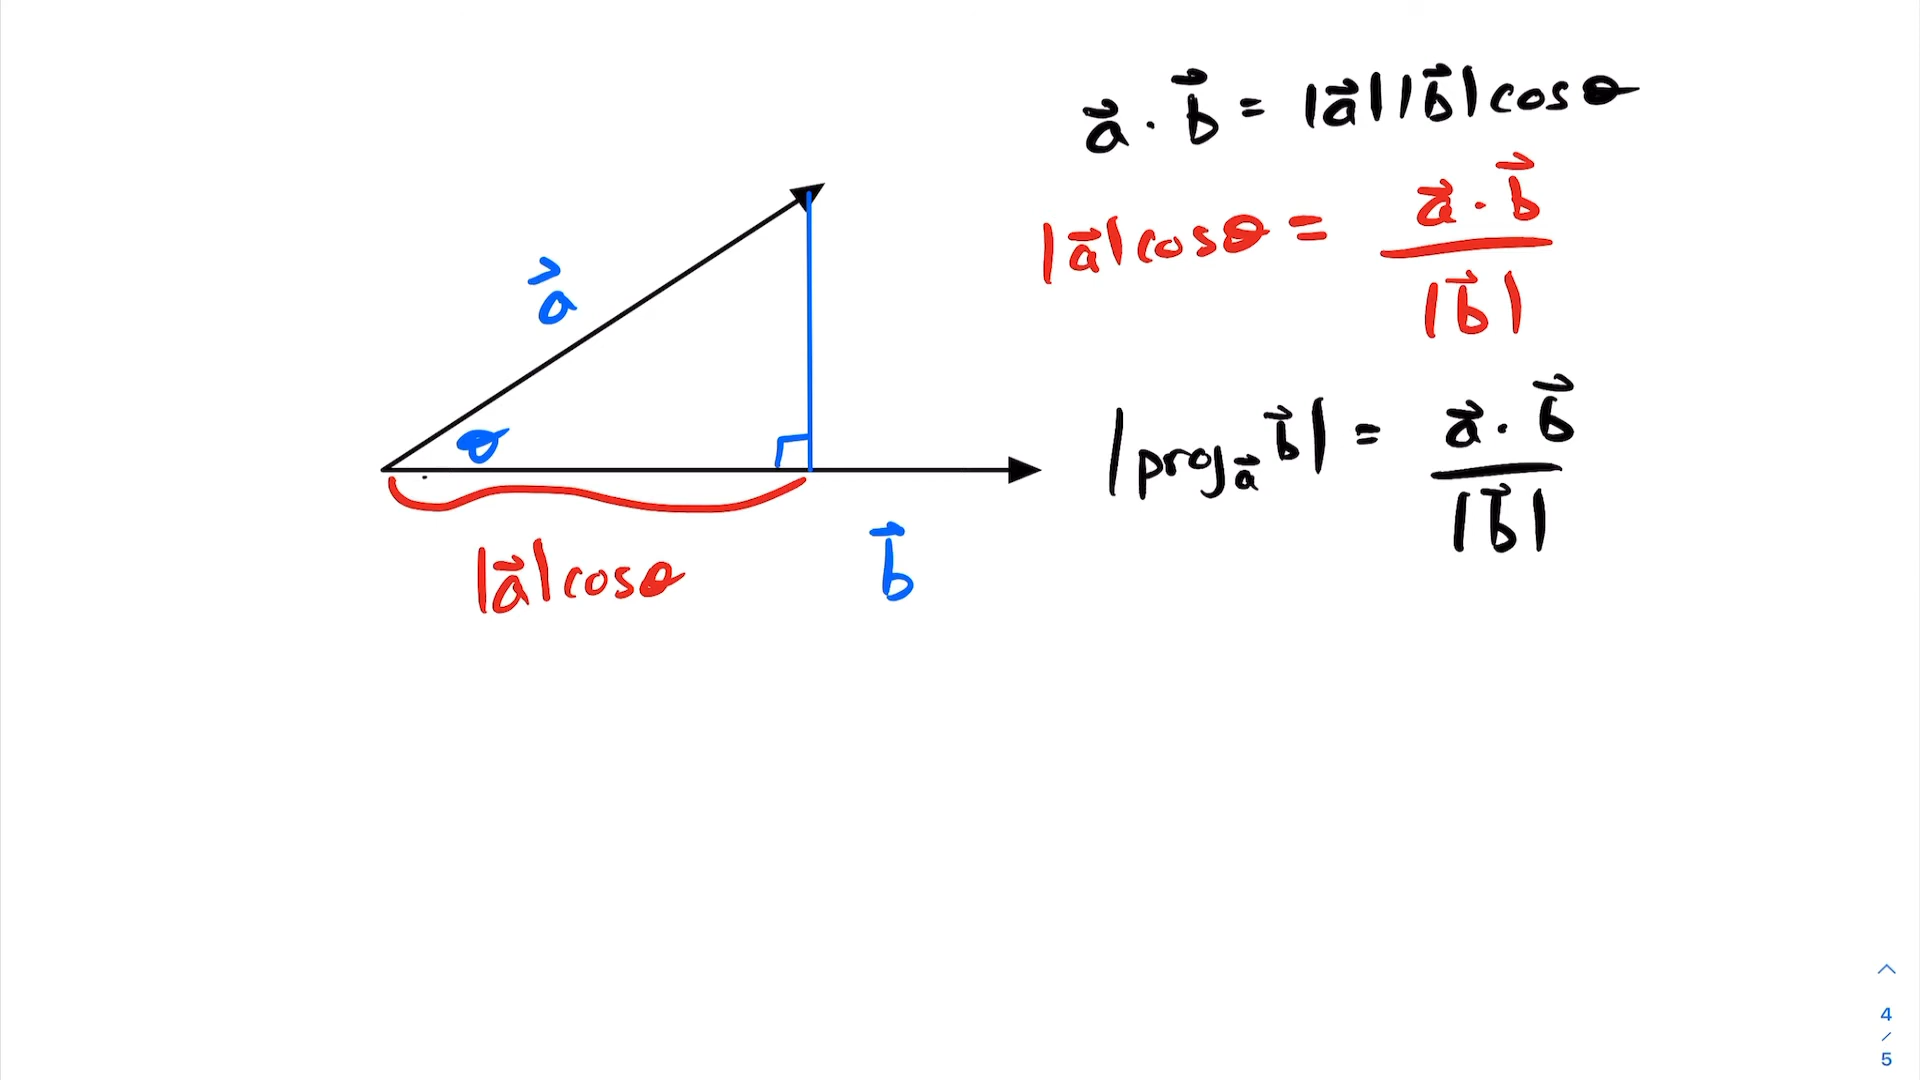 a⃗ · b⃗ = |a⃗||b⃗|cosθ
|a⃗|cosθ = a⃗ · b⃗ / |b⃗|
|proj_a⃗ b⃗| = a⃗ · b⃗ / |b⃗|
a⃗
θ
|a⃗|cosθ
b⃗
4
/
5